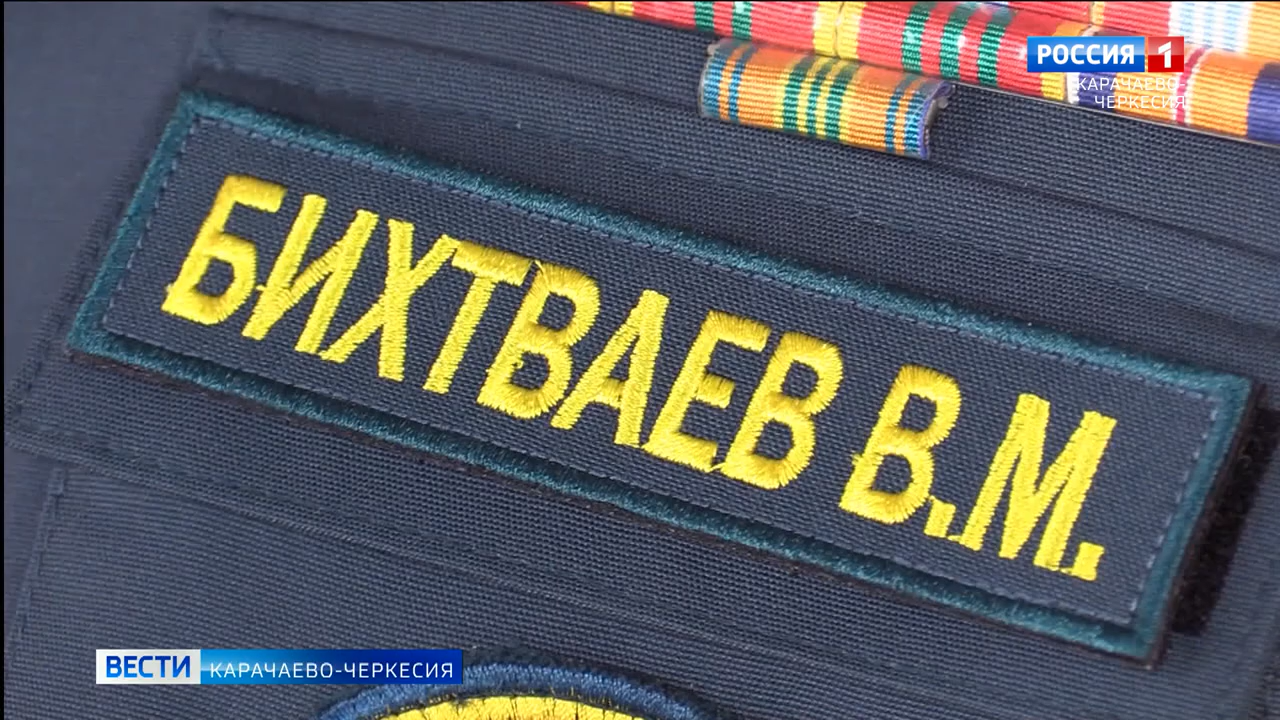 РОССИЯ 1
КАРАЧАЕВО-
ЧЕРКЕСИЯ
БИХТВАЕВ В.М.
ВЕСТИ КАРАЧАЕВО-ЧЕРКЕСИЯ